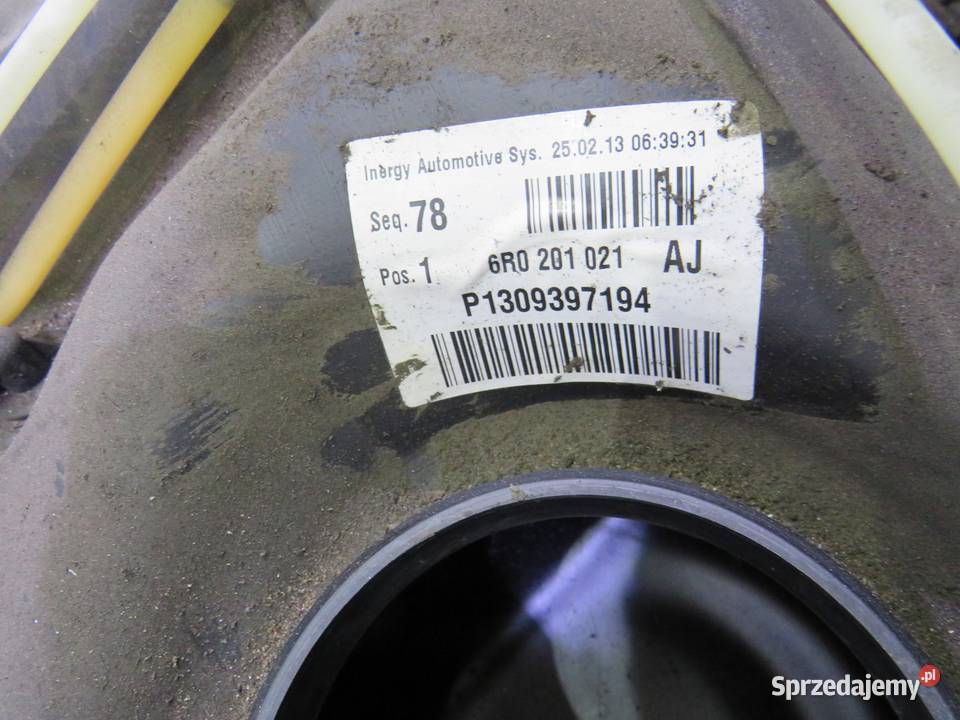 Inergy Automotive Sys. 25.02.13 06:39:31
Seq. 78
Pos. 1 6R0 201 021 AJ
P1309397194
Sprzedajemy.pl